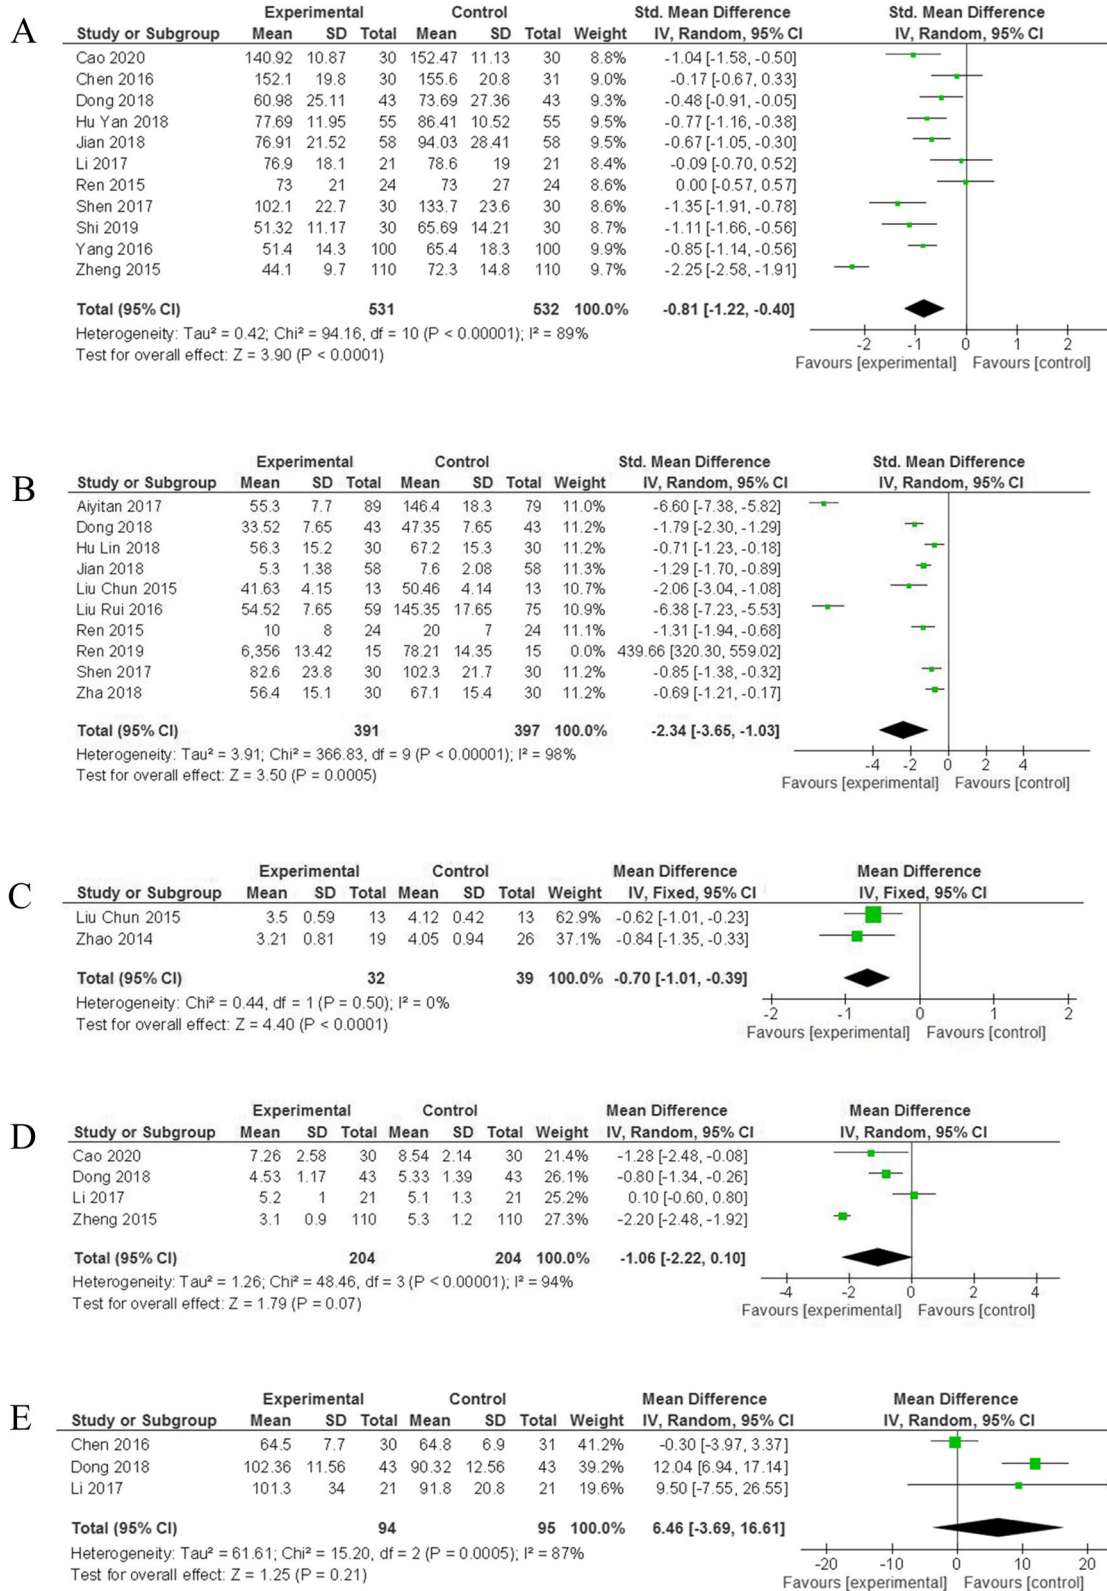 A
Experimental Control Std. Mean Difference Std. Mean Difference
Study or Subgroup Mean SD Total Mean SD Total Weight IV, Random, 95% CI IV, Random, 95% CI
Cao 2020 140.92 10.87 30 152.47 11.13 30 8.8% -1.04 [-1.58, -0.50]
Chen 2016 152.1 19.8 30 155.6 20.8 31 9.0% -0.17 [-0.67, 0.33]
Dong 2018 60.98 25.11 43 73.69 27.36 43 9.3% -0.48 [-0.91, -0.05]
Hu Yan 2018 77.69 11.95 55 86.41 10.52 55 9.5% -0.77 [-1.16, -0.38]
Jian 2018 76.91 21.52 58 94.03 28.41 58 9.5% -0.67 [-1.05, -0.30]
Li 2017 76.9 18.1 21 78.6 19 21 8.4% -0.09 [-0.70, 0.52]
Ren 2015 73 21 24 73 27 24 8.6% 0.00 [-0.57, 0.57]
Shen 2017 102.1 22.7 30 133.7 23.6 30 8.6% -1.35 [-1.91, -0.78]
Shi 2019 51.32 11.17 30 65.69 14.21 30 8.7% -1.11 [-1.66, -0.56]
Yang 2016 51.4 14.3 100 65.4 18.3 100 9.9% -0.85 [-1.14, -0.56]
Zheng 2015 44.1 9.7 110 72.3 14.8 110 9.7% -2.25 [-2.58, -1.91]
Total (95% CI) 531 532 100.0% -0.81 [-1.22, -0.40]
Heterogeneity: Tau² = 0.42; Chi² = 94.16, df = 10 (P < 0.00001); I² = 89%
Test for overall effect: Z = 3.90 (P < 0.0001)
-2 -1 0 1 2
Favours [experimental] Favours [control]
B
Experimental Control Std. Mean Difference Std. Mean Difference
Study or Subgroup Mean SD Total Mean SD Total Weight IV, Random, 95% CI IV, Random, 95% CI
Aiyitan 2017 55.3 7.7 89 146.4 18.3 79 11.0% -6.60 [-7.38, -5.82]
Dong 2018 33.52 7.65 43 47.35 7.65 43 11.2% -1.79 [-2.30, -1.29]
Hu Lin 2018 56.3 15.2 30 67.2 15.3 30 11.2% -0.71 [-1.23, -0.18]
Jian 2018 5.3 1.38 58 7.6 2.08 58 11.3% -1.29 [-1.70, -0.89]
Liu Chun 2015 41.63 4.15 13 50.46 4.14 13 10.7% -2.06 [-3.04, -1.08]
Liu Rui 2016 54.52 7.65 59 145.35 17.65 75 10.9% -6.38 [-7.23, -5.53]
Ren 2015 10 8 24 20 7 24 11.1% -1.31 [-1.94, -0.68]
Ren 2019 6,356 13.42 15 78.21 14.35 15 0.0% 439.66 [320.30, 559.02]
Shen 2017 82.6 23.8 30 102.3 21.7 30 11.2% -0.85 [-1.38, -0.32]
Zha 2018 56.4 15.1 30 67.1 15.4 30 11.2% -0.69 [-1.21, -0.17]
Total (95% CI) 391 397 100.0% -2.34 [-3.65, -1.03]
Heterogeneity: Tau² = 3.91; Chi² = 366.83, df = 9 (P < 0.00001); I² = 98%
Test for overall effect: Z = 3.50 (P = 0.0005)
-4 -2 0 2 4
Favours [experimental] Favours [control]
C
Experimental Control Mean Difference Mean Difference
Study or Subgroup Mean SD Total Mean SD Total Weight IV, Fixed, 95% CI IV, Fixed, 95% CI
Liu Chun 2015 3.5 0.59 13 4.12 0.42 13 62.9% -0.62 [-1.01, -0.23]
Zhao 2014 3.21 0.81 19 4.05 0.94 26 37.1% -0.84 [-1.35, -0.33]
Total (95% CI) 32 39 100.0% -0.70 [-1.01, -0.39]
Heterogeneity: Chi² = 0.44, df = 1 (P = 0.50); I² = 0%
Test for overall effect: Z = 4.40 (P < 0.0001)
-2 -1 0 1 2
Favours [experimental] Favours [control]
D
Experimental Control Mean Difference Mean Difference
Study or Subgroup Mean SD Total Mean SD Total Weight IV, Random, 95% CI IV, Random, 95% CI
Cao 2020 7.26 2.58 30 8.54 2.14 30 21.4% -1.28 [-2.48, -0.08]
Dong 2018 4.53 1.17 43 5.33 1.39 43 26.1% -0.80 [-1.34, -0.26]
Li 2017 5.2 1 21 5.1 1.3 21 25.2% 0.10 [-0.60, 0.80]
Zheng 2015 3.1 0.9 110 5.3 1.2 110 27.3% -2.20 [-2.48, -1.92]
Total (95% CI) 204 204 100.0% -1.06 [-2.22, 0.10]
Heterogeneity: Tau² = 1.26; Chi² = 48.46, df = 3 (P < 0.00001); I² = 94%
Test for overall effect: Z = 1.79 (P = 0.07)
-4 -2 0 2 4
Favours [experimental] Favours [control]
E
Experimental Control Mean Difference Mean Difference
Study or Subgroup Mean SD Total Mean SD Total Weight IV, Random, 95% CI IV, Random, 95% CI
Chen 2016 64.5 7.7 30 64.8 6.9 31 41.2% -0.30 [-3.97, 3.37]
Dong 2018 102.36 11.56 43 90.32 12.56 43 39.2% 12.04 [6.94, 17.14]
Li 2017 101.3 34 21 91.8 20.8 21 19.6% 9.50 [-7.55, 26.55]
Total (95% CI) 94 95 100.0% 6.46 [-3.69, 16.61]
Heterogeneity: Tau² = 61.61; Chi² = 15.20, df = 2 (P = 0.0005); I² = 87%
Test for overall effect: Z = 1.25 (P = 0.21)
-20 -10 0 10 20
Favours [experimental] Favours [control]